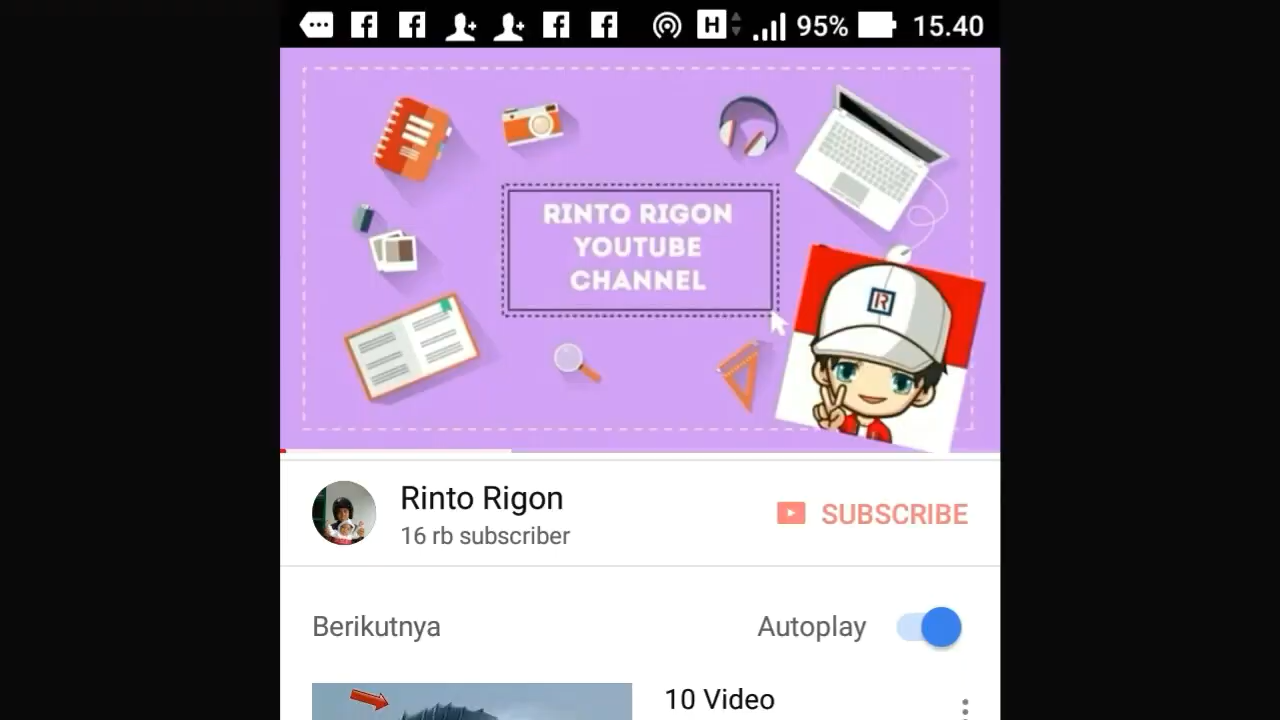 H 95% 15.40
RINTO RIGON
YOUTUBE
CHANNEL
R
Rinto Rigon
16 rb subscriber
SUBSCRIBE
Berikutnya
Autoplay
10 Video